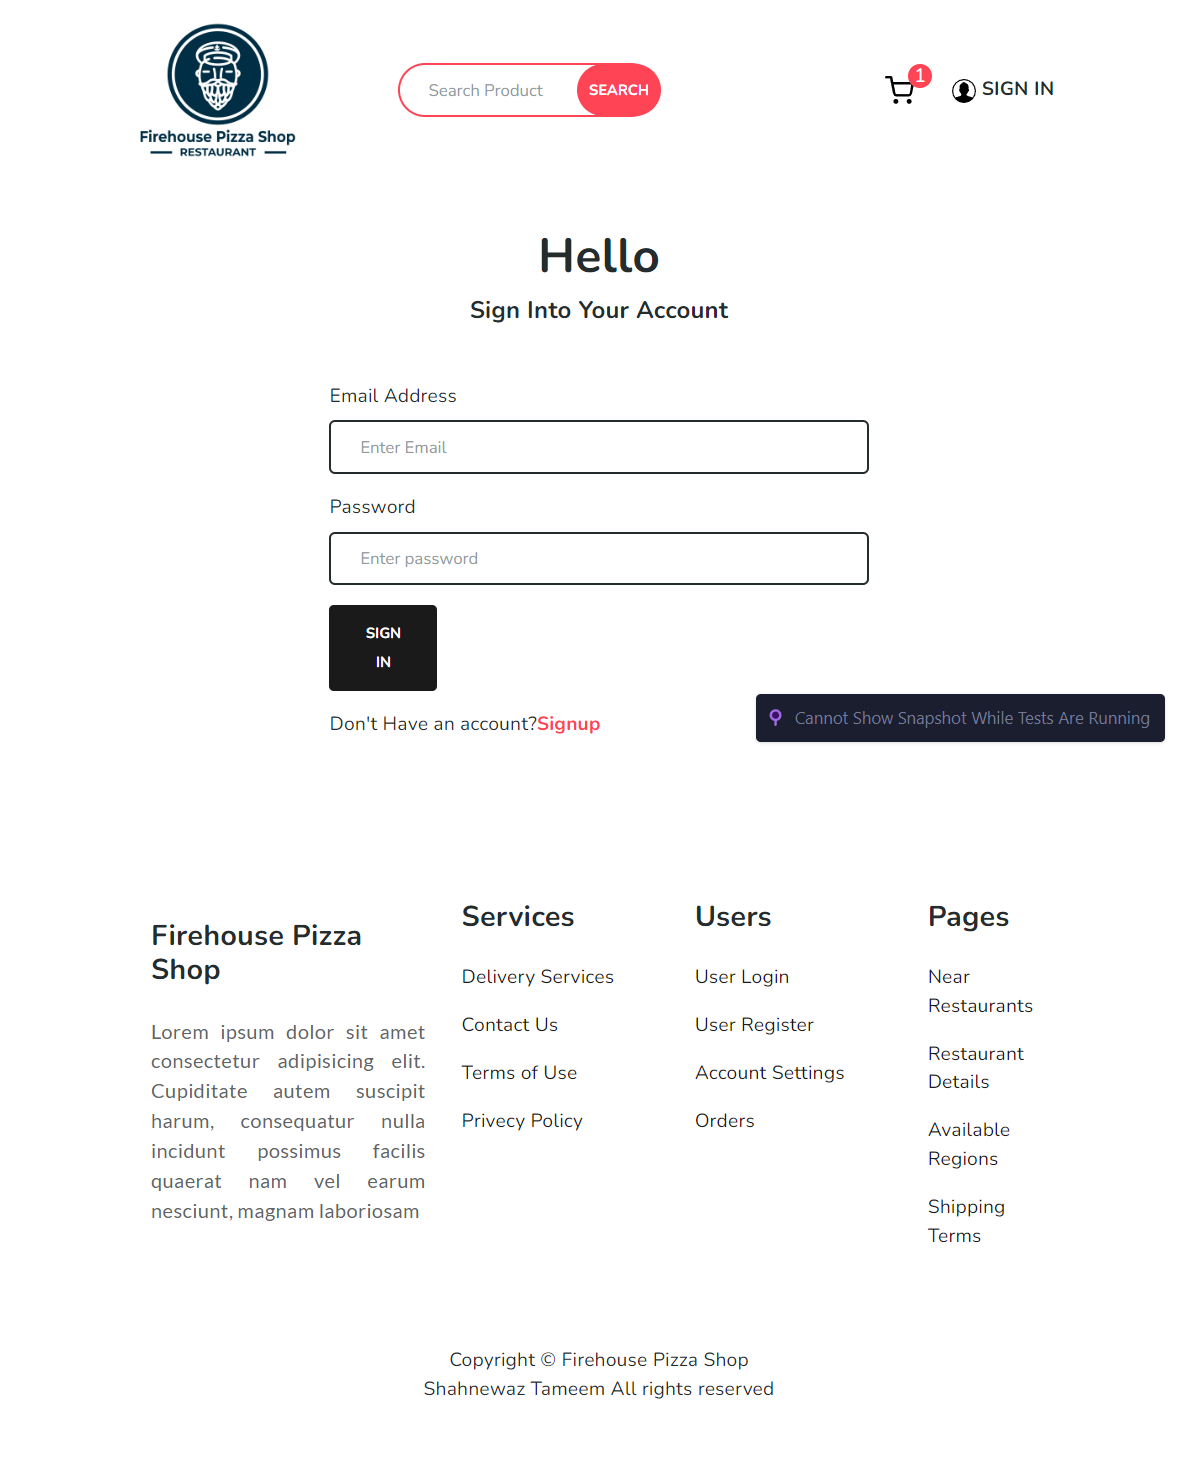 Firehouse Pizza Shop
RESTAURANT
Search Product
SEARCH
1
SIGN IN
Hello
Sign Into Your Account
Email Address
Enter Email
Password
Enter password
SIGN
IN
Don't Have an account?Signup
Cannot Show Snapshot While Tests Are Running
Firehouse Pizza
Shop
Lorem ipsum dolor sit amet
consectetur adipisicing elit.
Cupiditate autem suscipit
harum, consequatur nulla
incidunt possimus facilis
quaerat nam vel earum
nesciunt, magnam laboriosam
Services
Delivery Services
Contact Us
Terms of Use
Privecy Policy
Users
User Login
User Register
Account Settings
Orders
Pages
Near
Restaurants
Restaurant
Details
Available
Regions
Shipping
Terms
Copyright © Firehouse Pizza Shop
Shahnewaz Tameem All rights reserved